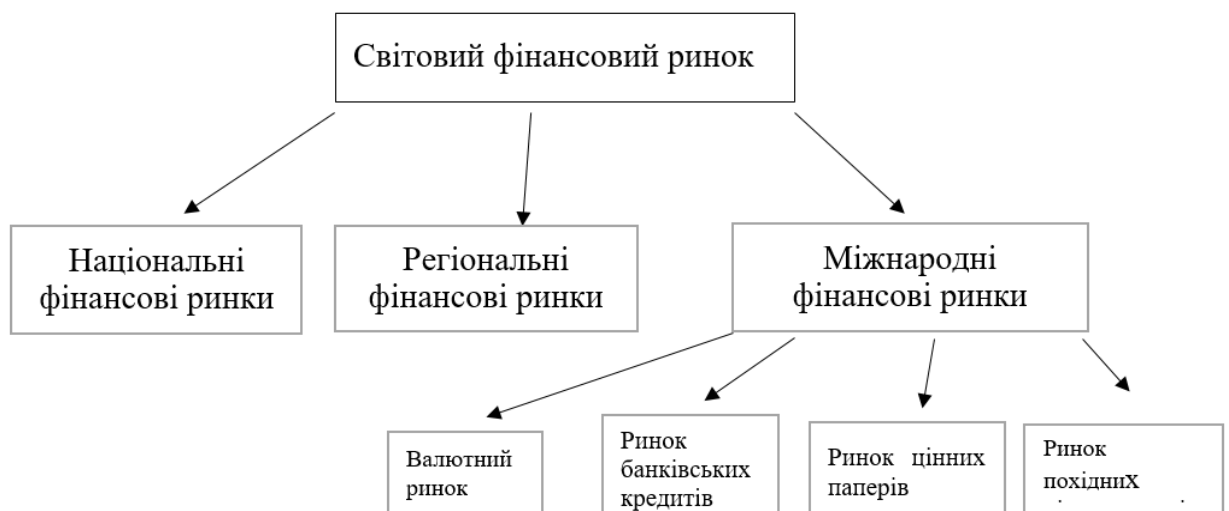 Світовий фінансовий ринок
Національні
фінансові ринки
Регіональні
фінансові ринки
Міжнародні
фінансові ринки
Валютний
ринок
Ринок
банківських
кредитів
Ринок цінних
паперів
Ринок
похідних